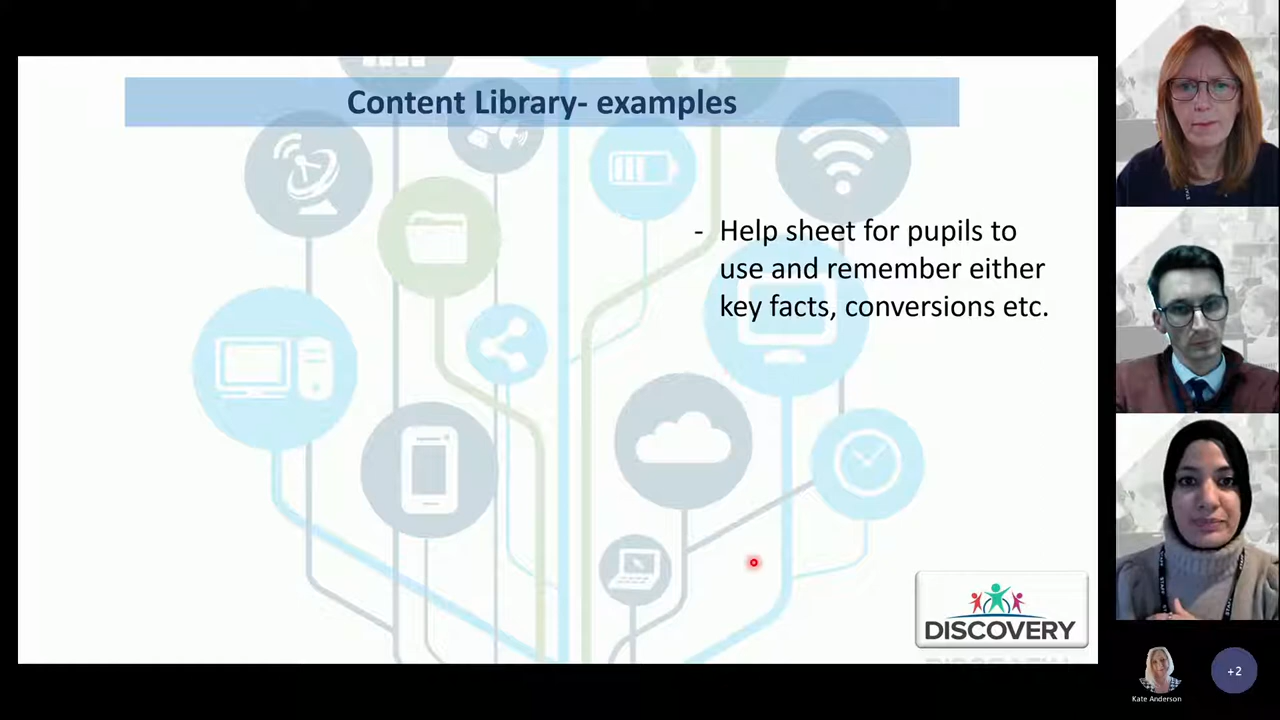 Content Library- examples
- Help sheet for pupils to
use and remember either
key facts, conversions etc.
DISCOVERY
Kate Anderson
+2